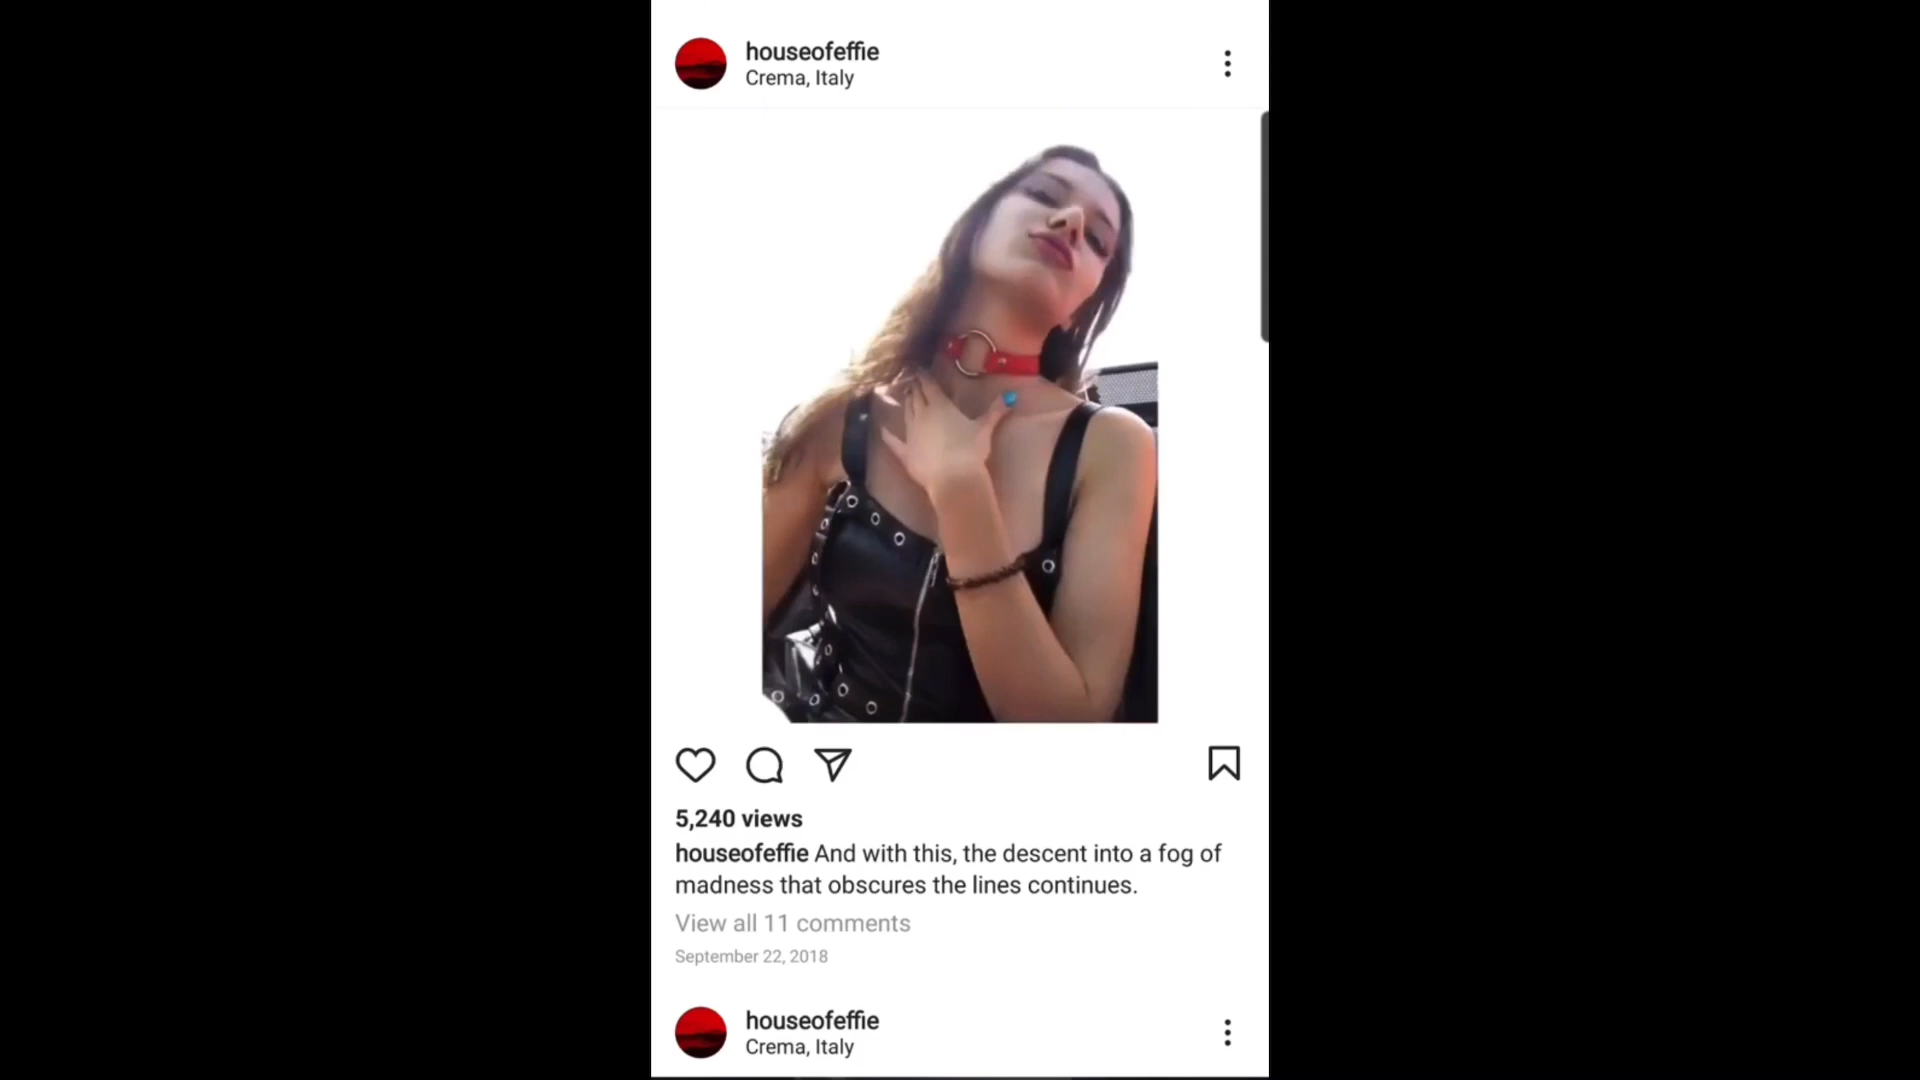 houseofeffie
Crema, Italy
5,240 views
houseofeffie And with this, the descent into a fog of
madness that obscures the lines continues.
View all 11 comments
September 22, 2018
houseofeffie
Crema, Italy